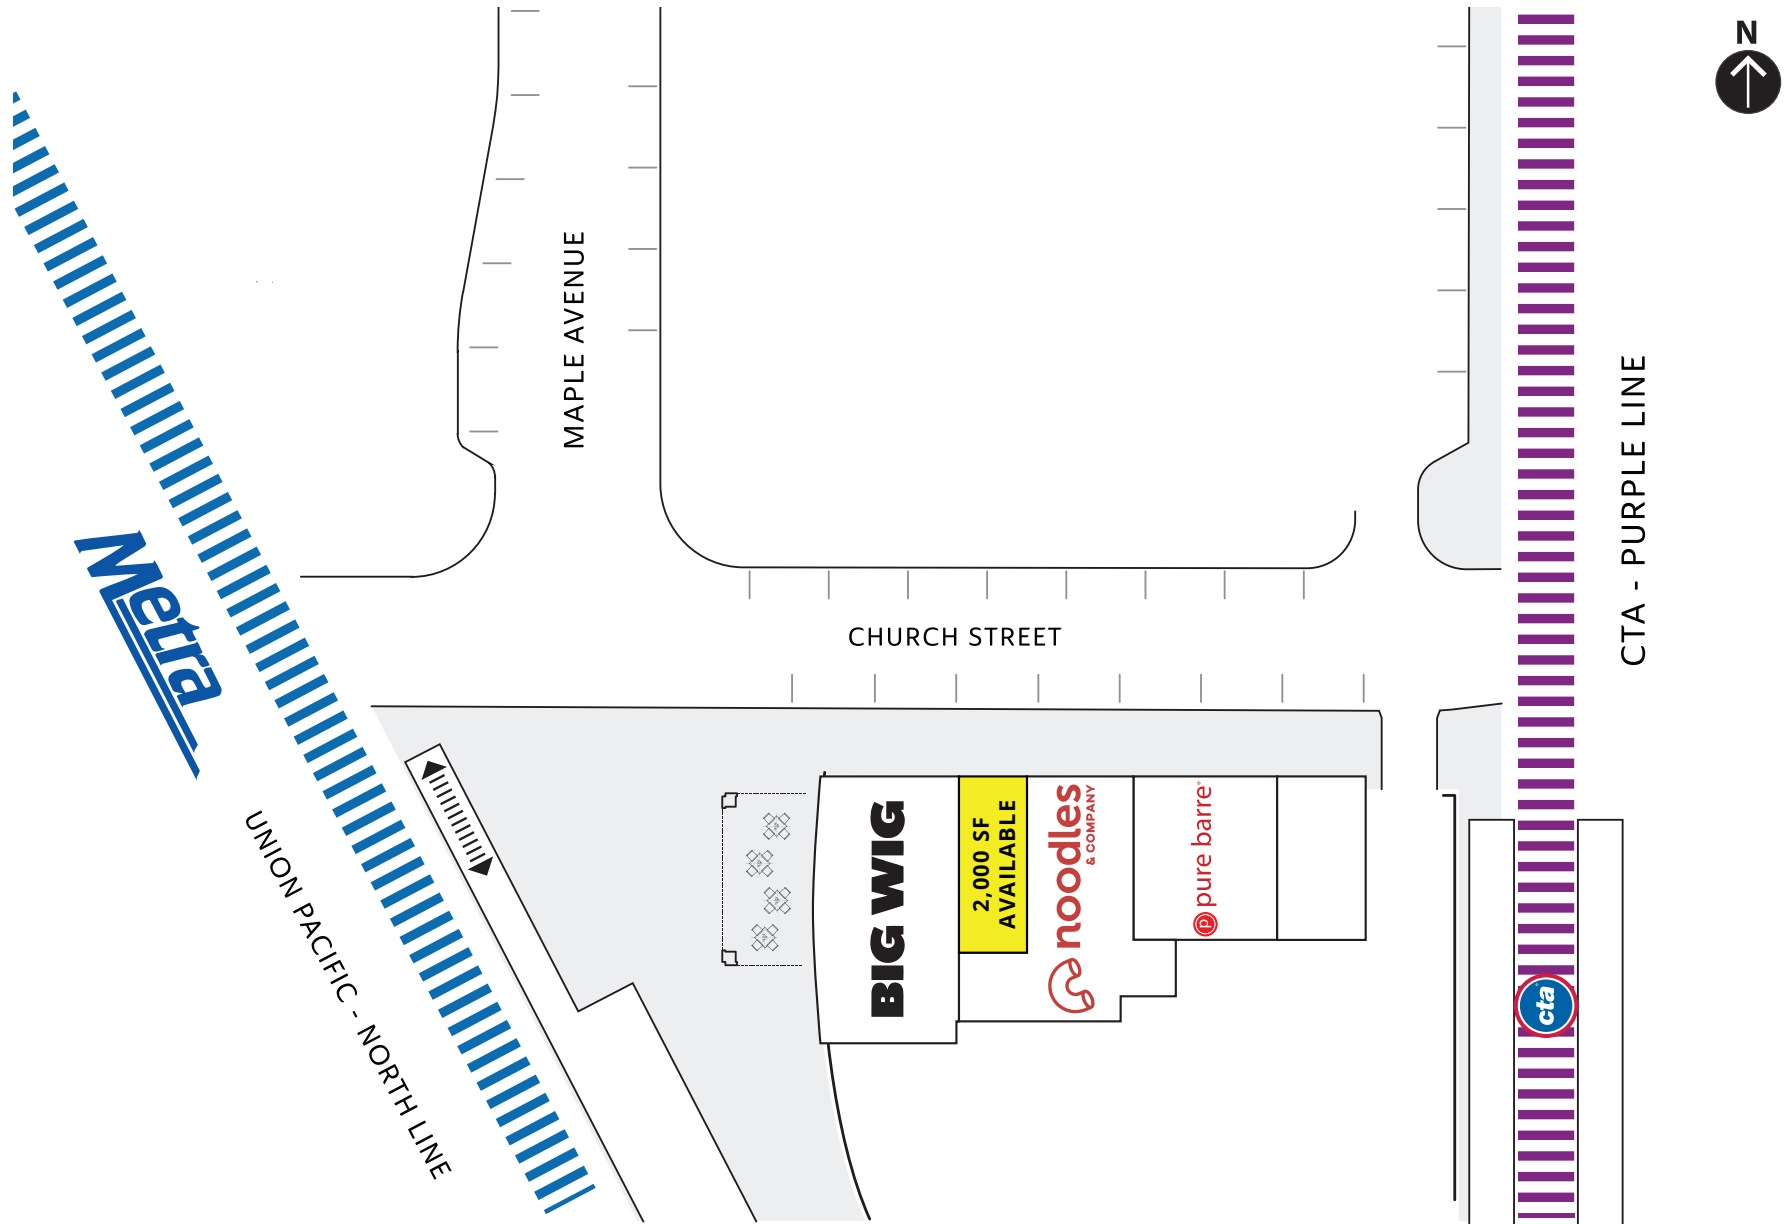 N
MAPLE AVENUE
CTA - PURPLE LINE
Metra
CHURCH STREET
UNION PACIFIC - NORTH LINE
BIG WIG
2,000 SF
AVAILABLE
noodles
& COMPANY
p pure barre®
cta